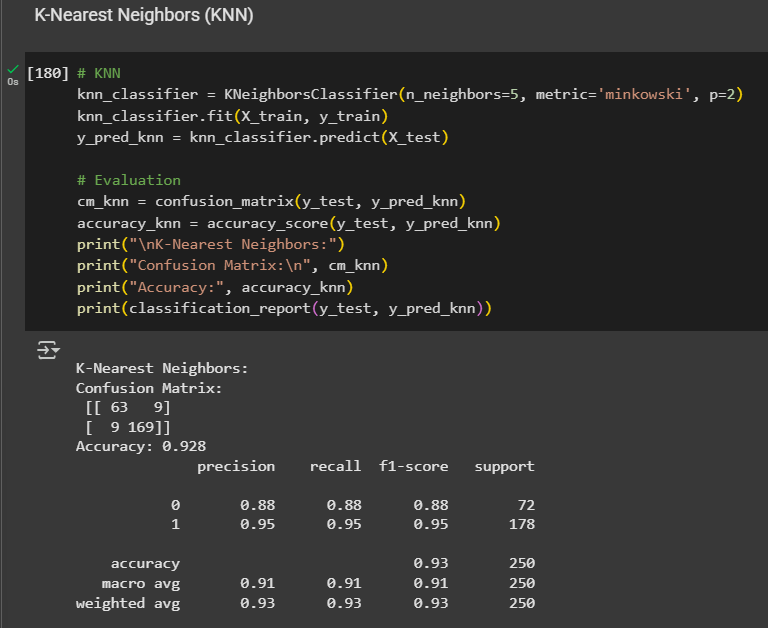 K-Nearest Neighbors (KNN)
[180] # KNN
0s
knn_classifier = KNeighborsClassifier(n_neighbors=5, metric='minkowski', p=2)
knn_classifier.fit(X_train, y_train)
y_pred_knn = knn_classifier.predict(X_test)
# Evaluation
cm_knn = confusion_matrix(y_test, y_pred_knn)
accuracy_knn = accuracy_score(y_test, y_pred_knn)
print("\nK-Nearest Neighbors:")
print("Confusion Matrix:\n", cm_knn)
print("Accuracy:", accuracy_knn)
print(classification_report(y_test, y_pred_knn))
K-Nearest Neighbors:
Confusion Matrix:
[[ 63   9]
[  9 169]]
Accuracy: 0.928
precision    recall  f1-score   support
0       0.88      0.88      0.88        72
1       0.95      0.95      0.95       178
accuracy                           0.93       250
macro avg       0.91      0.91      0.91       250
weighted avg       0.93      0.93      0.93       250